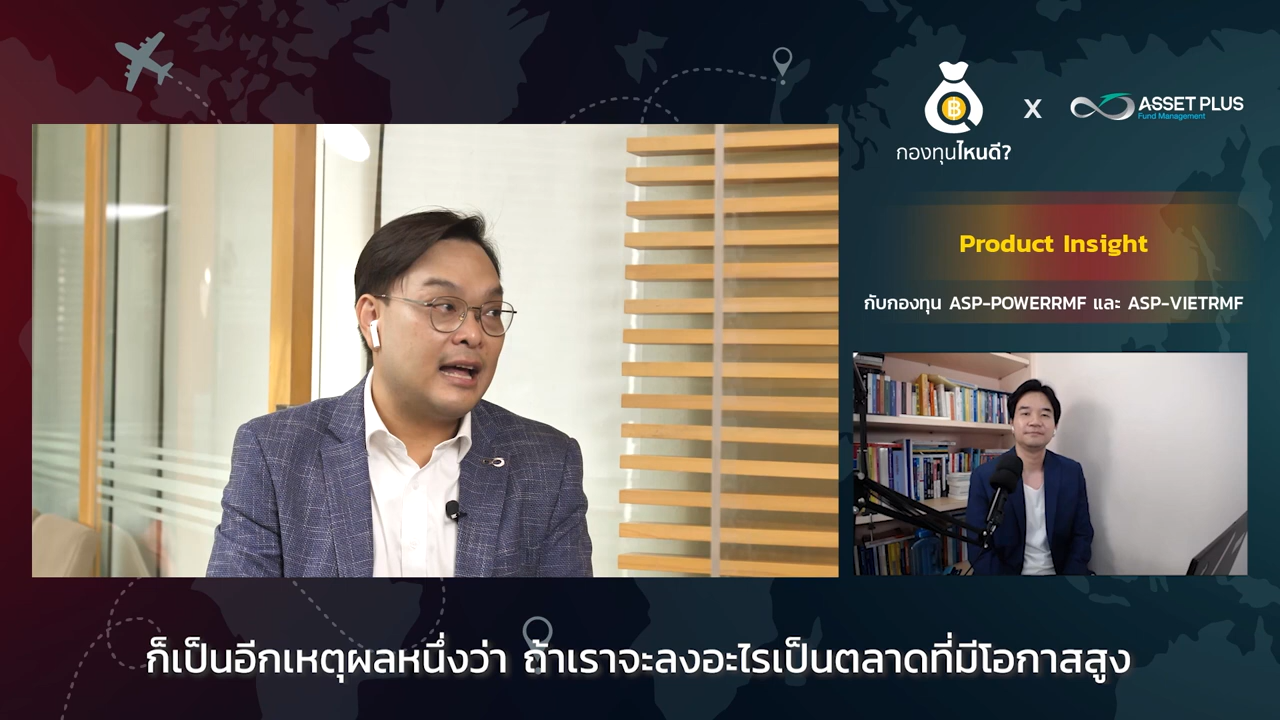 ฿
กองทุนไหนดี?
X
ASSET PLUS
Fund Management
Product Insight
กับกองทุน ASP-POWERRMF และ ASP-VIETRMF
ก็เป็นอีกเหตุผลหนึ่งว่า ถ้าเราจะลงอะไรเป็นตลาดที่มีโอกาสสูง